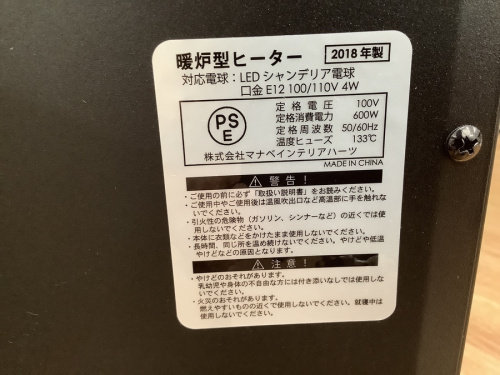 暖炉型ヒーター 2018年製
対応電球：LED シャンデリア電球
口金 E12 100/110V 4W
PS
E
定格電圧 100V
定格消費電力 600W
定格周波数 50/60Hz
温度ヒューズ 133℃
株式会社マナベインテリアハーツ
MADE IN CHINA
警告！
・ご使用の前に必ず「取扱い説明書」をお読みください。
・ご使用中やご使用後は温風吹出口など高温部に手を触れな
いでください。
・引火性の危険物（ガソリン、シンナーなど）の近くでは使
用しないでください。
・本体に衣類などをかけたまま使用しないでください。
・長時間、同じ所を温め続けないでください。やけどや低温
やけどなどの原因となります。
注意！
・やけどのおそれがあります。
乳幼児や身体の不自由な方には付き添いなしでは使用しな
いでください。
・火災のおそれがあります。
燃えやすいものの近くで使用しないでください。就寝中は
使用しないでください。